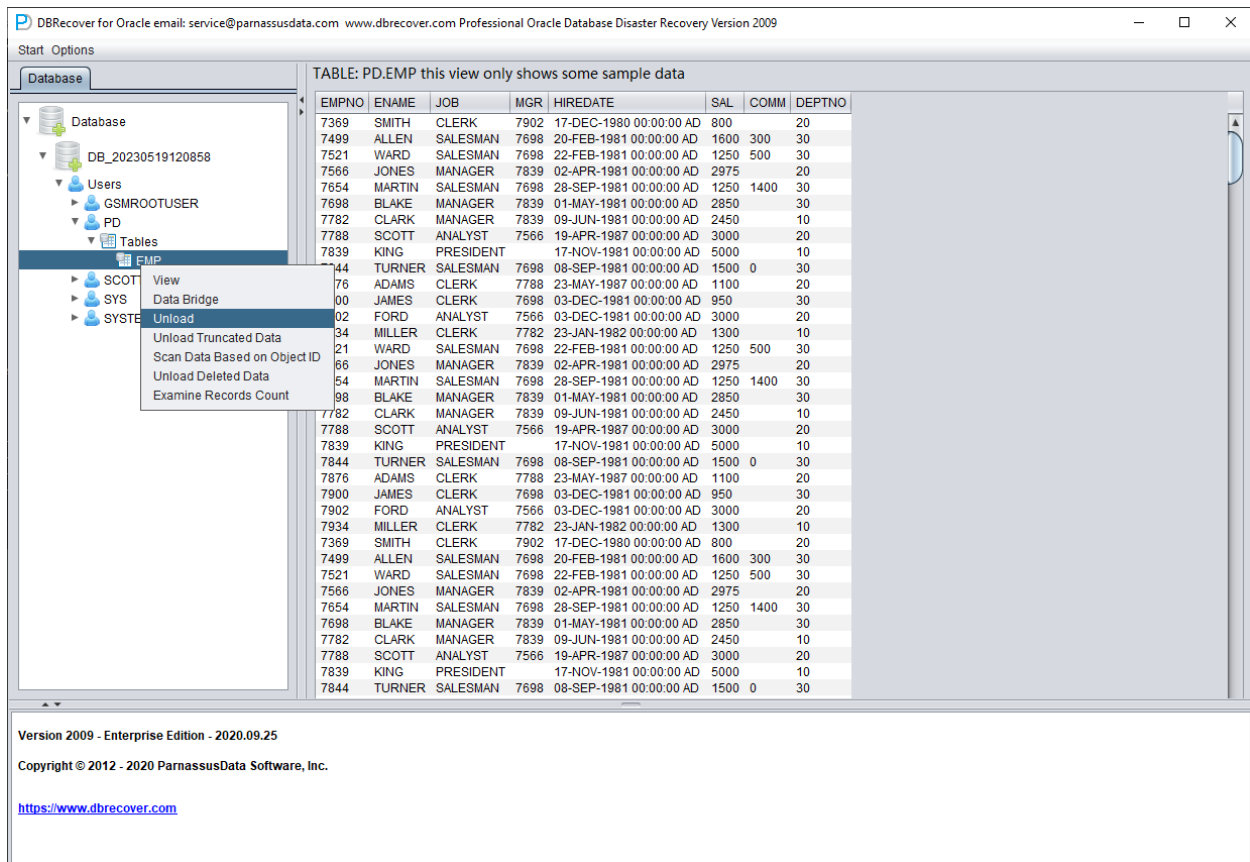 DBRecover for Oracle email: service@parnassusdata.com www.dbrecover.com Professional Oracle Database Disaster Recovery Version 2009
Start Options
Database
Database
DB_20230519120858
Users
GSMROOTUSER
PD
Tables
EMP
SCOT
SYS
SYSTE
View
Data Bridge
Unload
Unload Truncated Data
Scan Data Based on Object ID
Unload Deleted Data
Examine Records Count
TABLE: PD.EMP this view only shows some sample data
EMPNO ENAME JOB MGR HIREDATE SAL COMM DEPTNO
7369 SMITH CLERK 7902 17-DEC-1980 00:00:00 AD 800 20
7499 ALLEN SALESMAN 7698 20-FEB-1981 00:00:00 AD 1600 300 30
7521 WARD SALESMAN 7698 22-FEB-1981 00:00:00 AD 1250 500 30
7566 JONES MANAGER 7839 02-APR-1981 00:00:00 AD 2975 20
7654 MARTIN SALESMAN 7698 28-SEP-1981 00:00:00 AD 1250 1400 30
7698 BLAKE MANAGER 7839 01-MAY-1981 00:00:00 AD 2850 30
7782 CLARK MANAGER 7839 09-JUN-1981 00:00:00 AD 2450 10
7788 SCOTT ANALYST 7566 19-APR-1987 00:00:00 AD 3000 20
7839 KING PRESIDENT 17-NOV-1981 00:00:00 AD 5000 10
44 TURNER SALESMAN 7698 08-SEP-1981 00:00:00 AD 1500 0 30
76 ADAMS CLERK 7788 23-MAY-1987 00:00:00 AD 1100 20
00 JAMES CLERK 7698 03-DEC-1981 00:00:00 AD 950 30
02 FORD ANALYST 7566 03-DEC-1981 00:00:00 AD 3000 20
34 MILLER CLERK 7782 23-JAN-1982 00:00:00 AD 1300 10
21 WARD SALESMAN 7698 22-FEB-1981 00:00:00 AD 1250 500 30
66 JONES MANAGER 7839 02-APR-1981 00:00:00 AD 2975 20
54 MARTIN SALESMAN 7698 28-SEP-1981 00:00:00 AD 1250 1400 30
98 BLAKE MANAGER 7839 01-MAY-1981 00:00:00 AD 2850 30
7782 CLARK MANAGER 7839 09-JUN-1981 00:00:00 AD 2450 10
7788 SCOTT ANALYST 7566 19-APR-1987 00:00:00 AD 3000 20
7839 KING PRESIDENT 17-NOV-1981 00:00:00 AD 5000 10
7844 TURNER SALESMAN 7698 08-SEP-1981 00:00:00 AD 1500 0 30
7876 ADAMS CLERK 7788 23-MAY-1987 00:00:00 AD 1100 20
7900 JAMES CLERK 7698 03-DEC-1981 00:00:00 AD 950 30
7902 FORD ANALYST 7566 03-DEC-1981 00:00:00 AD 3000 20
7934 MILLER CLERK 7782 23-JAN-1982 00:00:00 AD 1300 10
7369 SMITH CLERK 7902 17-DEC-1980 00:00:00 AD 800 20
7499 ALLEN SALESMAN 7698 20-FEB-1981 00:00:00 AD 1600 300 30
7521 WARD SALESMAN 7698 22-FEB-1981 00:00:00 AD 1250 500 30
7566 JONES MANAGER 7839 02-APR-1981 00:00:00 AD 2975 20
7654 MARTIN SALESMAN 7698 28-SEP-1981 00:00:00 AD 1250 1400 30
7698 BLAKE MANAGER 7839 01-MAY-1981 00:00:00 AD 2850 30
7782 CLARK MANAGER 7839 09-JUN-1981 00:00:00 AD 2450 10
7788 SCOTT ANALYST 7566 19-APR-1987 00:00:00 AD 3000 20
7839 KING PRESIDENT 17-NOV-1981 00:00:00 AD 5000 10
7844 TURNER SALESMAN 7698 08-SEP-1981 00:00:00 AD 1500 0 30
Version 2009 - Enterprise Edition - 2020.09.25
Copyright © 2012 - 2020 ParnassusData Software, Inc.
https://www.dbrecover.com